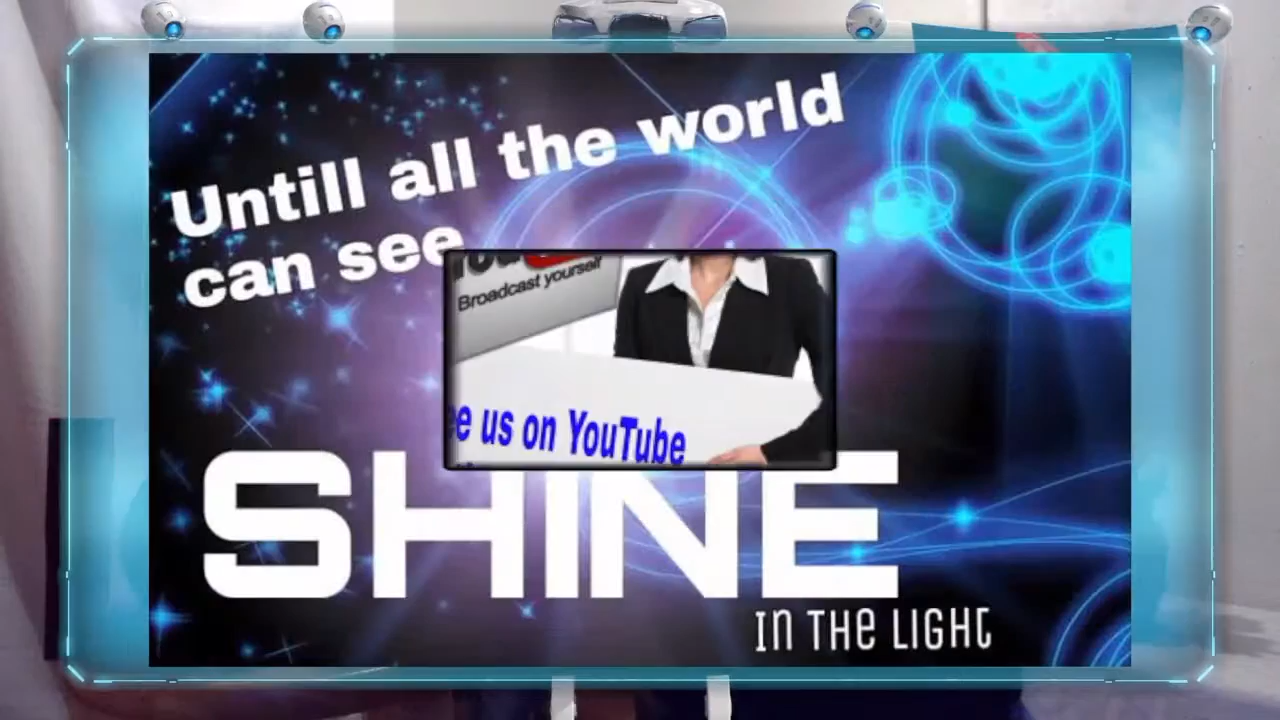 Untill all the world
can see
Broadcast yourself
us on YouTube
SHINE
In THe LIGHt